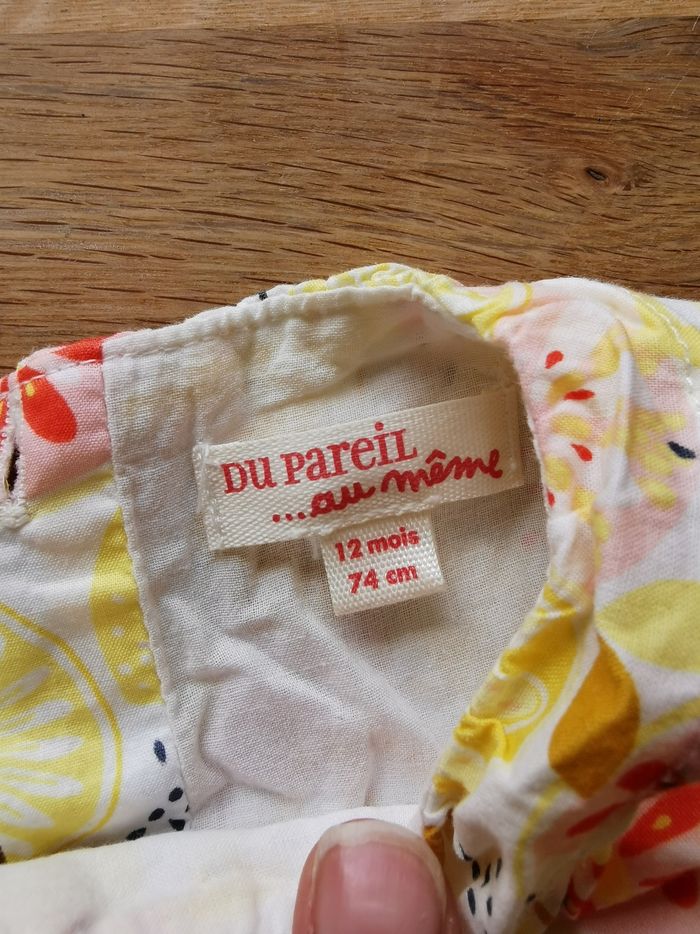 DU PAREIL
...au même
12 mois
74 cm